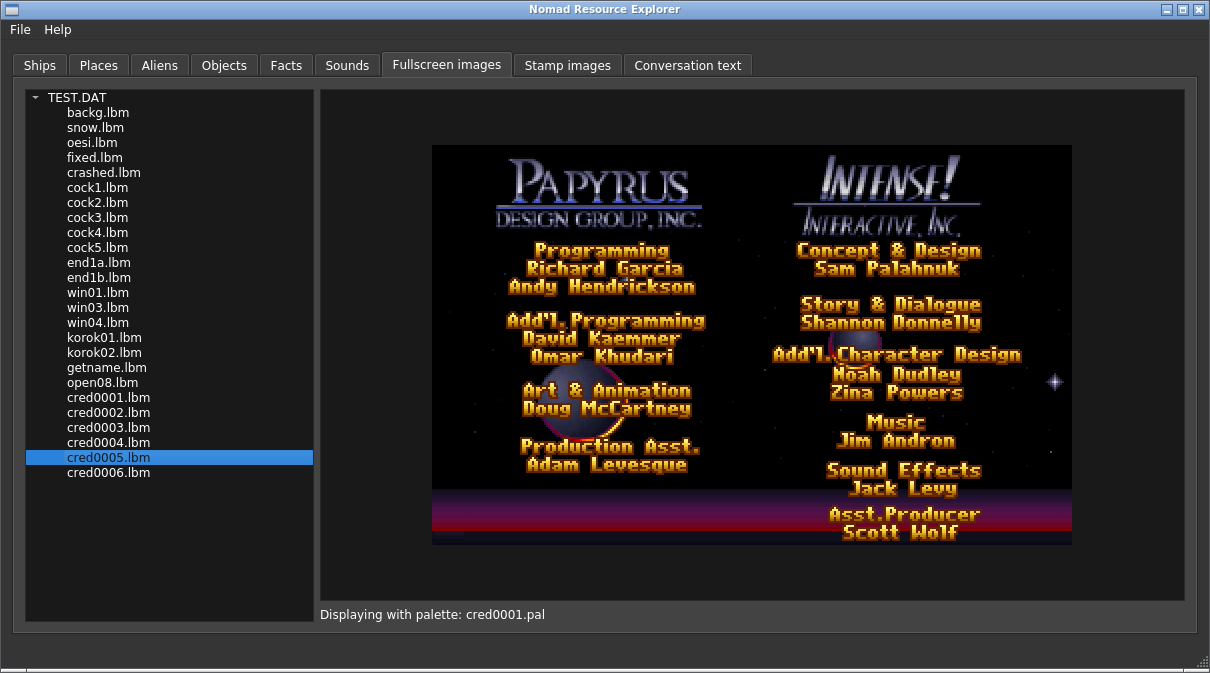 Nomad Resource Explorer
File Help
Ships Places Aliens Objects Facts Sounds Fullscreen images Stamp images Conversation text
TEST.DAT
backg.lbm
snow.lbm
oesi.lbm
fixed.lbm
crashed.lbm
cock1.lbm
cock2.lbm
cock3.lbm
cock4.lbm
cock5.lbm
end1a.lbm
end1b.lbm
win01.lbm
win03.lbm
win04.lbm
korok01.lbm
korok02.lbm
getname.lbm
open08.lbm
cred0001.lbm
cred0002.lbm
cred0003.lbm
cred0004.lbm
cred0005.lbm
cred0006.lbm
PAPYRUS
DESIGN GROUP, INC.
Programming
Richard Garcia
Andy Hendrickson
Add'l. Programming
David Kaemmer
Omar Khudari
Art & Animation
Doug McCartney
Production Asst.
Adam Levesque
INTENSE!
INTERACTIVE, INC.
Concept & Design
Sam Palahnuk
Story & Dialogue
Shannon Donnelly
Add'l.Character Design
Noah Dudley
Zina Powers
Music
Jim Andron
Sound Effects
Jack Levy
Asst.Producer
Scott Wolf
Displaying with palette: cred0001.pal